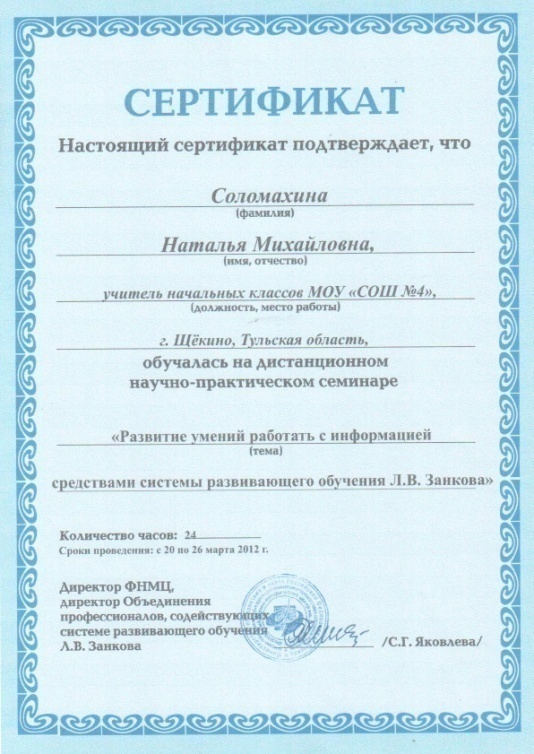 СЕРТИФИКАТ
Настоящий сертификат подтверждает, что
Соломахина
(фамилия)
Наталья Михайловна,
(имя, отчество)
учитель начальных классов МОУ «СОШ №4»,
(должность, место работы)
г. Щёкино, Тульская область,
обучалась на дистанционном
научно-практическом семинаре
«Развитие умений работать с информацией
(тема)
средствами системы развивающего обучения Л.В. Занкова»
Количество часов: 24
Сроки проведения: с 20 по 26 марта 2012 г.
Директор ФНМЦ,
директор Объединения
профессионалов, содействующих
системе развивающего обучения
Л.В. Занкова /С.Г. Яковлева/